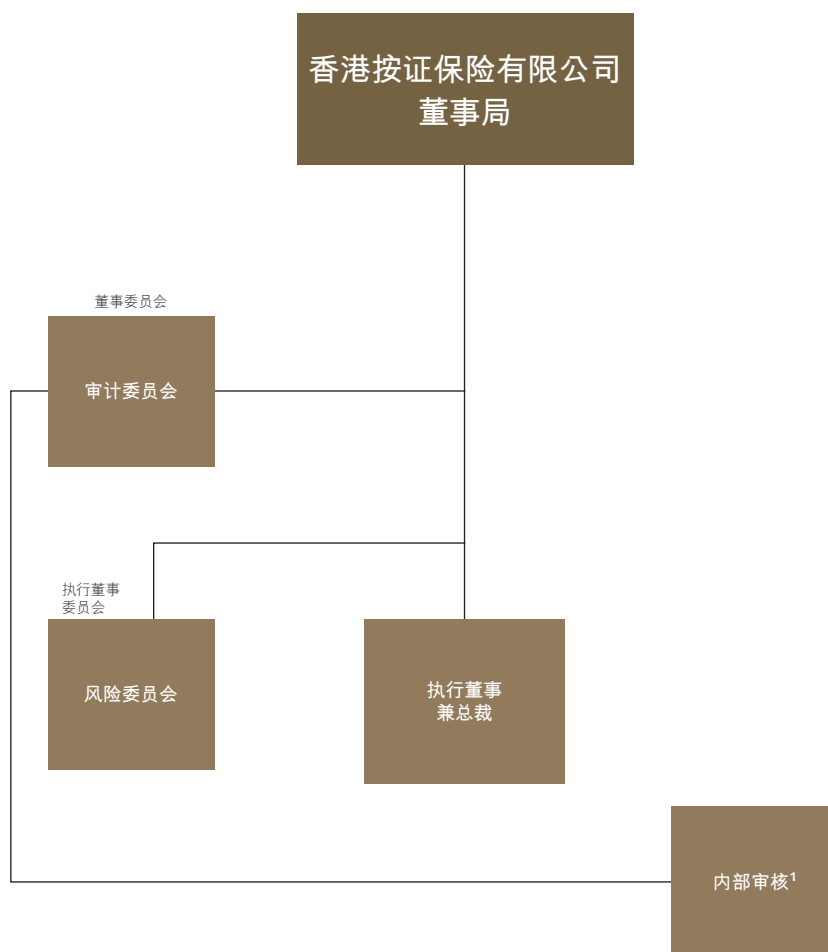 香港按证保险有限公司
董事局
董事委员会
审计委员会
执行董事
委员会
风险委员会
执行董事
兼总裁
内部审核¹